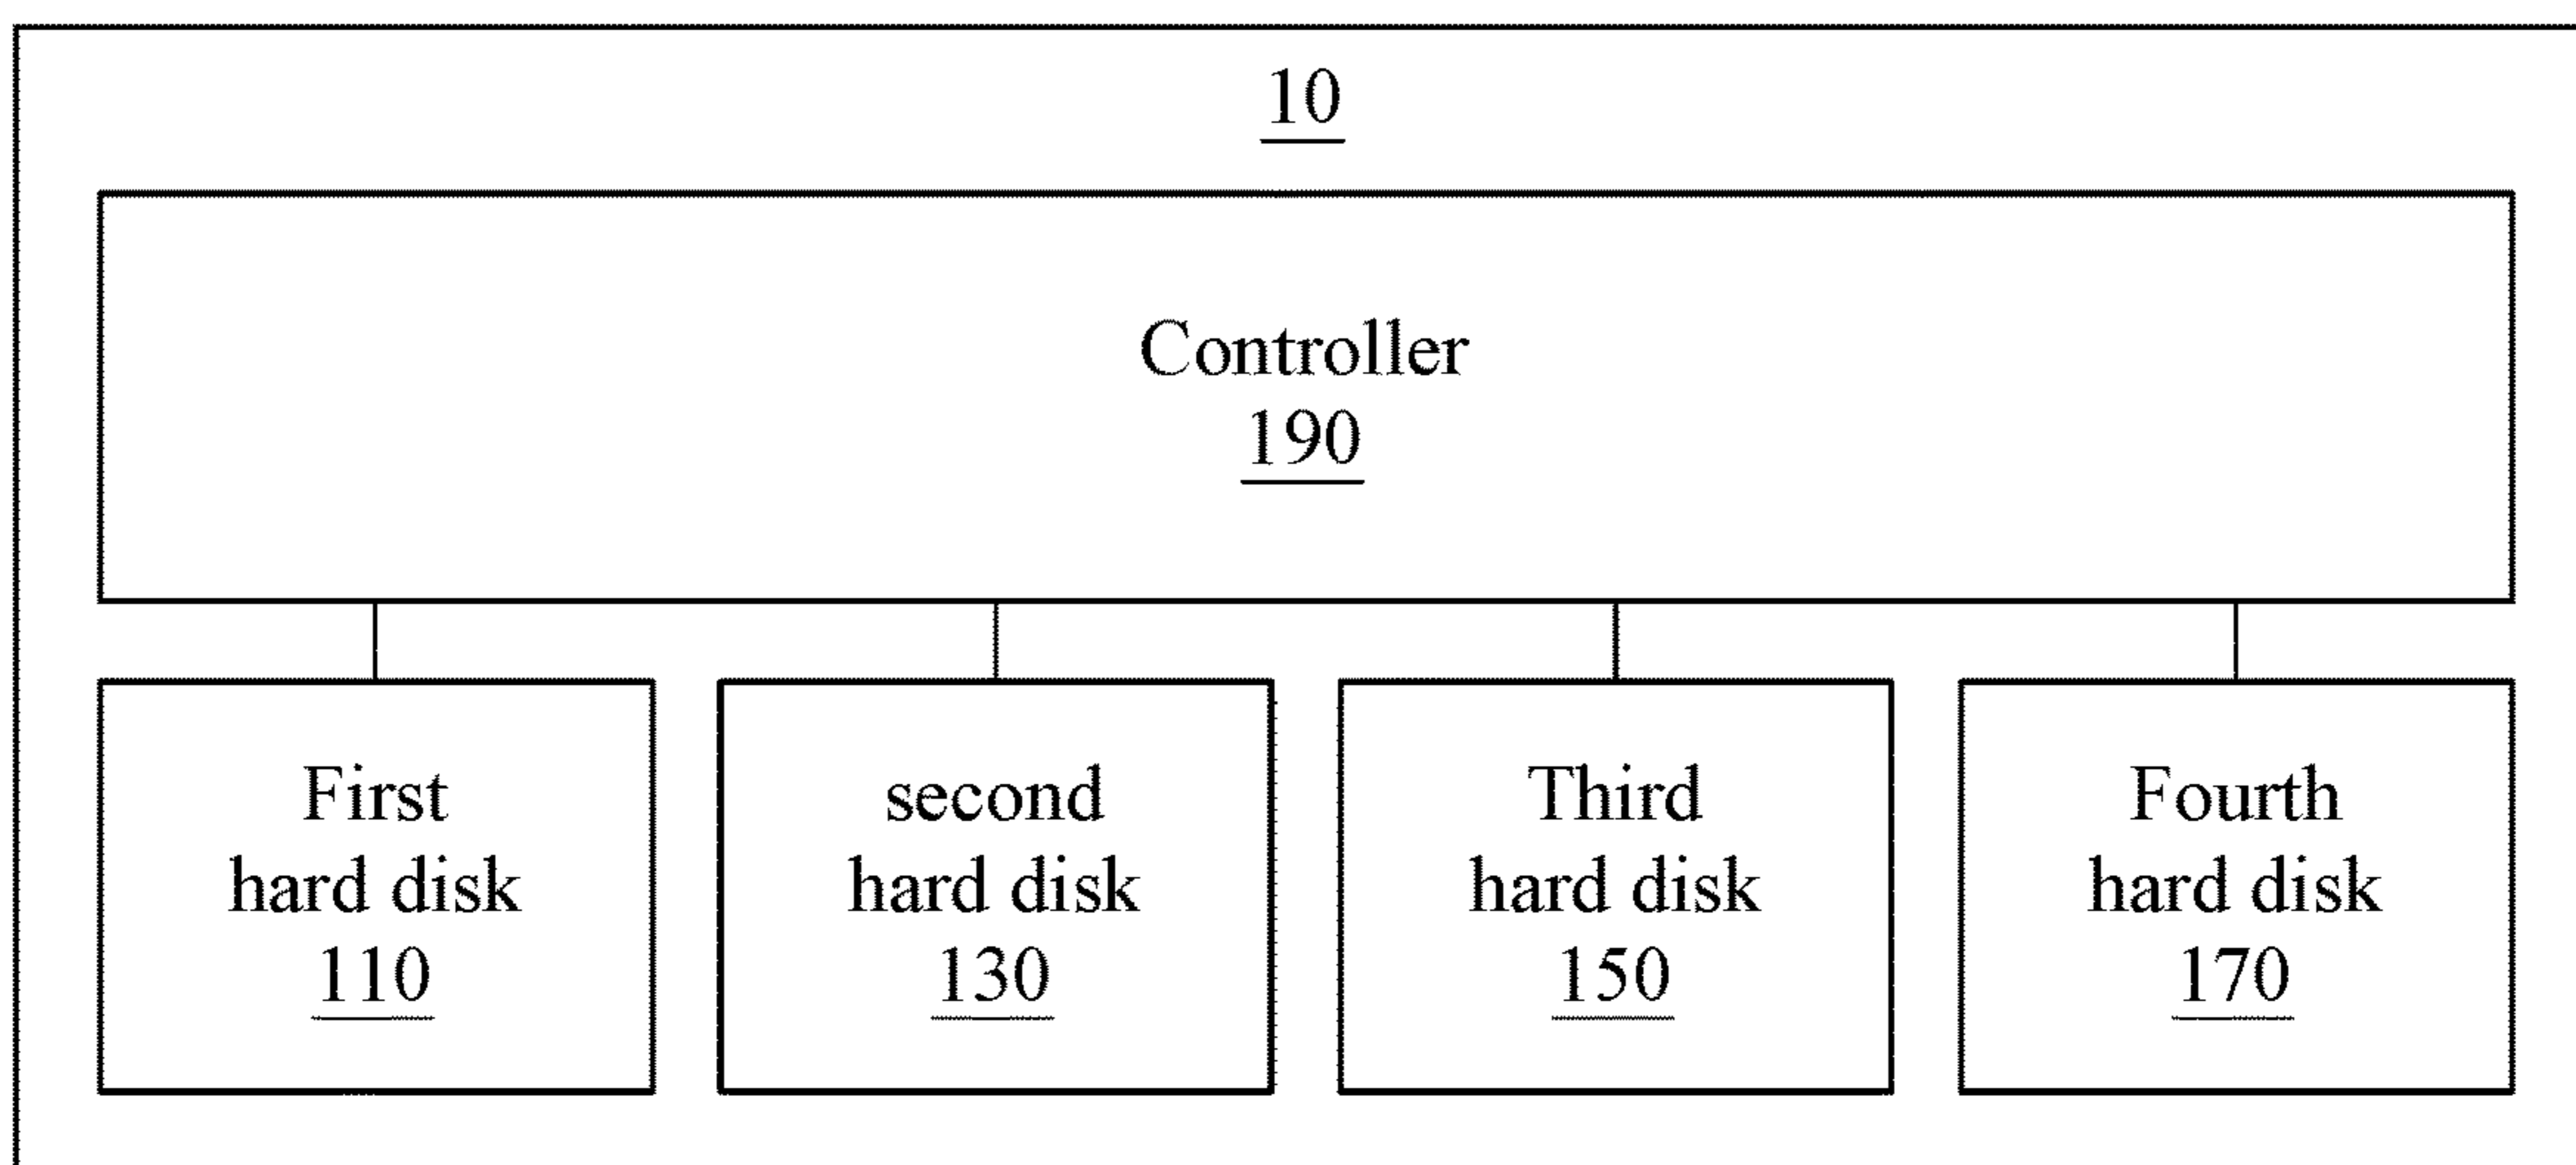 10
Controller
190
First
hard disk
110
second
hard disk
130
Third
hard disk
150
Fourth
hard disk
170